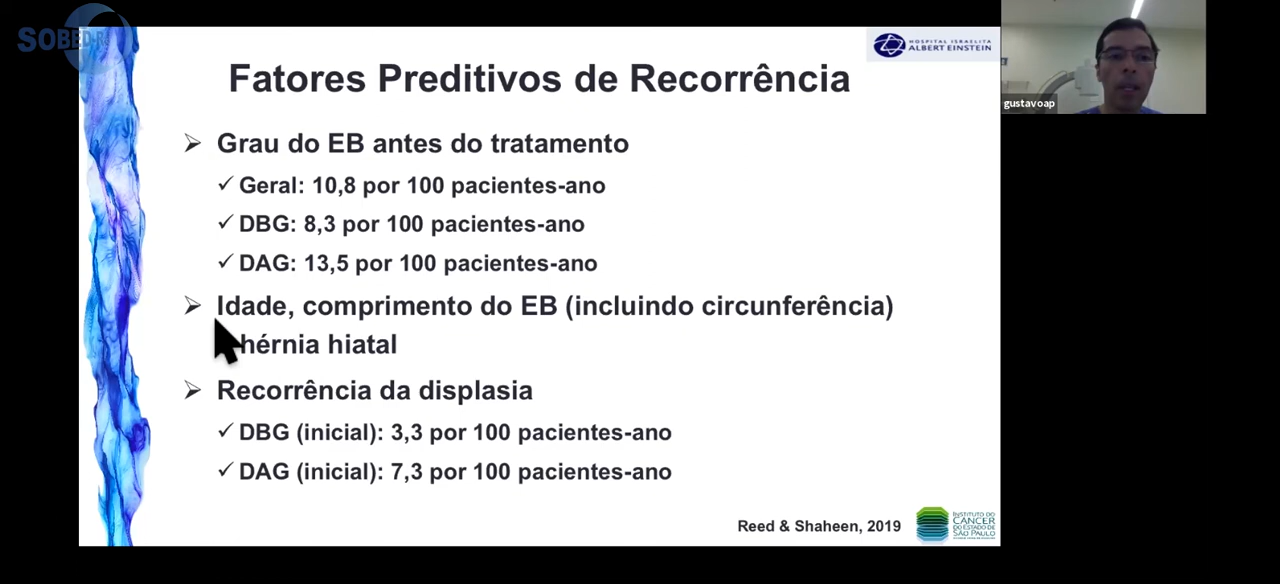 SOBED-R
HOSPITAL ISRAELITA
ALBERT EINSTEIN
gustavoap
Fatores Preditivos de Recorrência
➢ Grau do EB antes do tratamento
✓ Geral: 10,8 por 100 pacientes-ano
✓ DBG: 8,3 por 100 pacientes-ano
✓ DAG: 13,5 por 100 pacientes-ano
➢ Idade, comprimento do EB (incluindo circunferência)
hérnia hiatal
➢ Recorrência da displasia
✓ DBG (inicial): 3,3 por 100 pacientes-ano
✓ DAG (inicial): 7,3 por 100 pacientes-ano
Reed & Shaheen, 2019
INSTITUTO DO
CÂNCER
DO ESTADO DE
SÃO PAULO